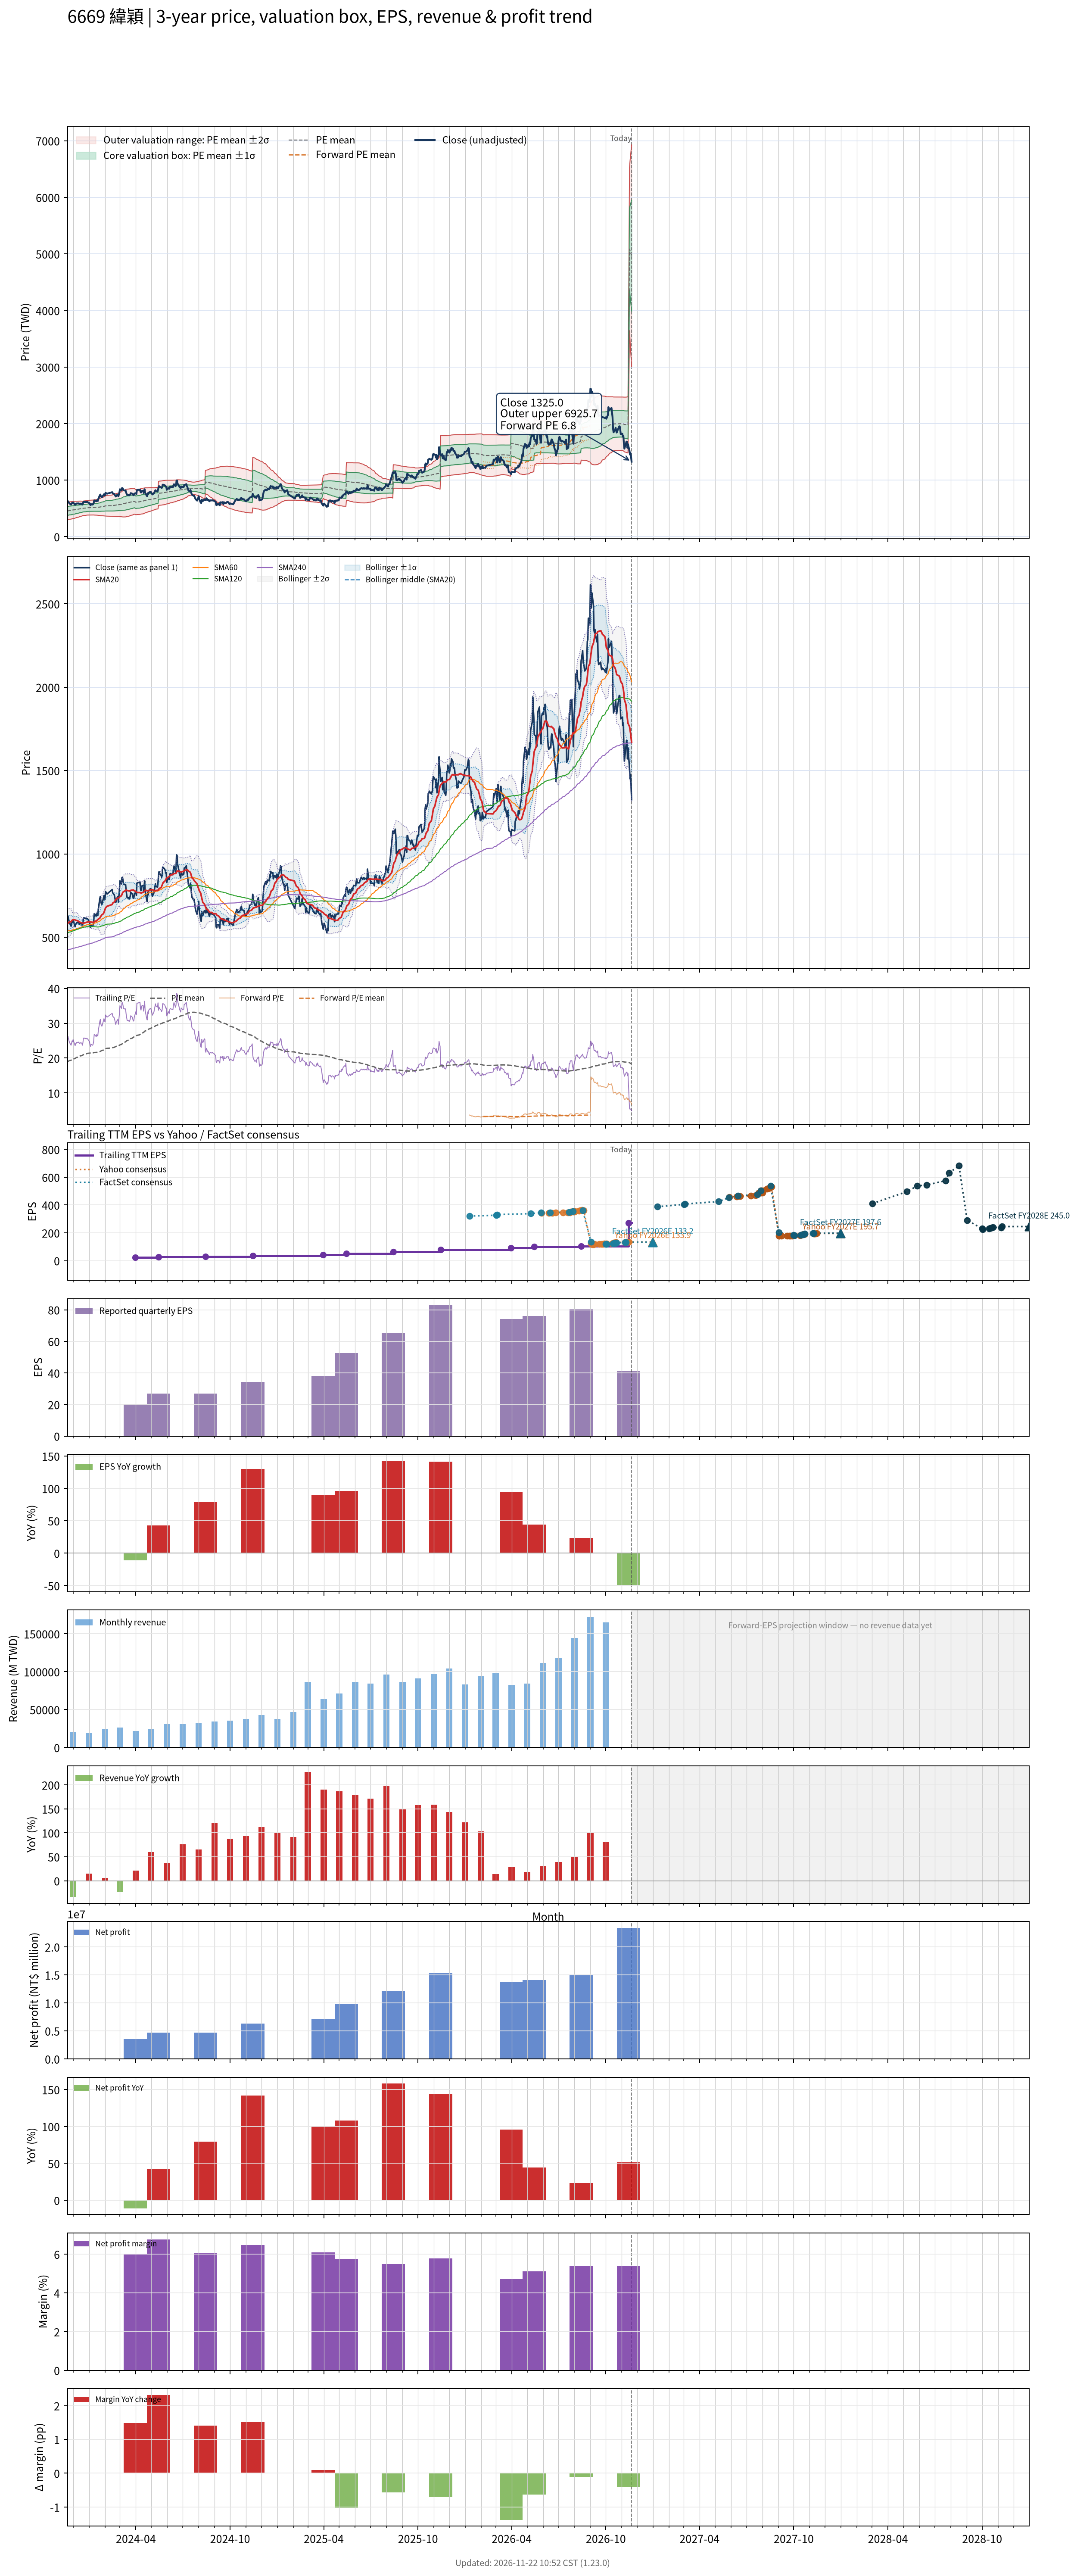 6669 緯穎 | 3-year price, valuation box, EPS, revenue & profit trend
Outer valuation range: PE mean ±2σ
Core valuation box: PE mean ±1σ
PE mean
Forward PE mean
Close (unadjusted)
Today
7000
6000
5000
4000
3000
2000
1000
0
Price (TWD)
Close 1325.0
Outer upper 6925.7
Forward PE 6.8
Close (same as panel 1)
SMA20
SMA60
SMA120
SMA240
Bollinger ±2σ
Bollinger ±1σ
Bollinger middle (SMA20)
2500
2000
1500
1000
500
Price
Trailing P/E
P/E mean
Forward P/E
Forward P/E mean
40
30
20
10
P/E
Trailing TTM EPS vs Yahoo / FactSet consensus
Trailing TTM EPS
Yahoo consensus
FactSet consensus
Today
800
600
400
200
0
EPS
FactSet FY2026E 133.2
FactSet FY2027E 197.6
FactSet FY2028E 245.0
Reported quarterly EPS
80
60
40
20
0
EPS
EPS YoY growth
150
100
50
0
-50
YoY (%)
Monthly revenue
Forward-EPS projection window — no revenue data yet
150000
100000
50000
0
Revenue (M TWD)
Revenue YoY growth
200
150
100
50
0
YoY (%)
Month
1e7
Net profit
2.0
1.5
1.0
0.5
0.0
Net profit (NT$ million)
Net profit YoY
150
100
50
0
YoY (%)
Net profit margin
6
4
2
0
Margin (%)
Margin YoY change
2
1
0
-1
Δ margin (pp)
2024-04 2024-10 2025-04 2025-10 2026-04 2026-10 2027-04 2027-10 2028-04 2028-10
Updated: 2026-11-22 10:52 CST (1.23.0)